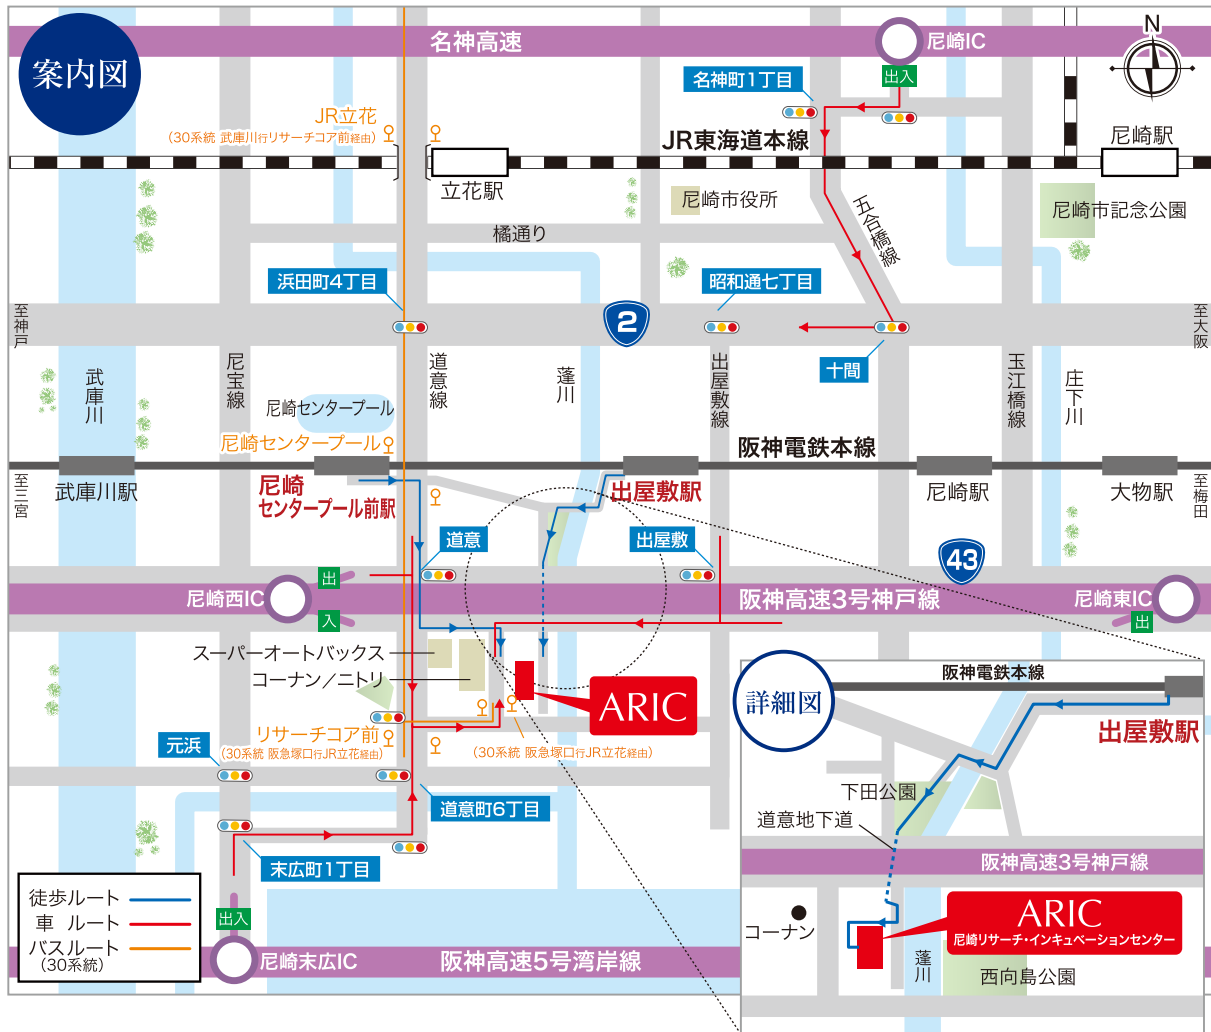 案内図
名神高速
尼崎IC
N
出入
名神町1丁目
JR立花
(30系統 武庫川行リサーチコア前経由)
JR東海道本線
尼崎駅
立花駅
尼崎市役所
尼崎市記念公園
五合橋線
橘通り
浜田町4丁目
昭和通七丁目
至神戸
2
至大阪
十間
武庫川
尼宝線
道意線
蓬川
出屋敷線
玉江橋線
庄下川
尼崎センタープール
尼崎センタープール
阪神電鉄本線
至三宮
武庫川駅
尼崎
センタープール前駅
出屋敷駅
尼崎駅
大物駅
至梅田
道意
出屋敷
43
出
尼崎西IC
入
阪神高速3号神戸線
尼崎東IC
出
スーパーオートバックス
コーナン/ニトリ
ARIC
リサーチコア前
(30系統 阪急塚口行JR立花経由)
(30系統 阪急塚口行JR立花経由)
元浜
道意町6丁目
末広町1丁目
徒歩ルート
車 ルート
バスルート
(30系統)
出入
尼崎末広IC
阪神高速5号湾岸線
詳細図
阪神電鉄本線
出屋敷駅
下田公園
道意地下道
阪神高速3号神戸線
コーナン
ARIC
尼崎リサーチ・インキュベーションセンター
蓬川
西向島公園